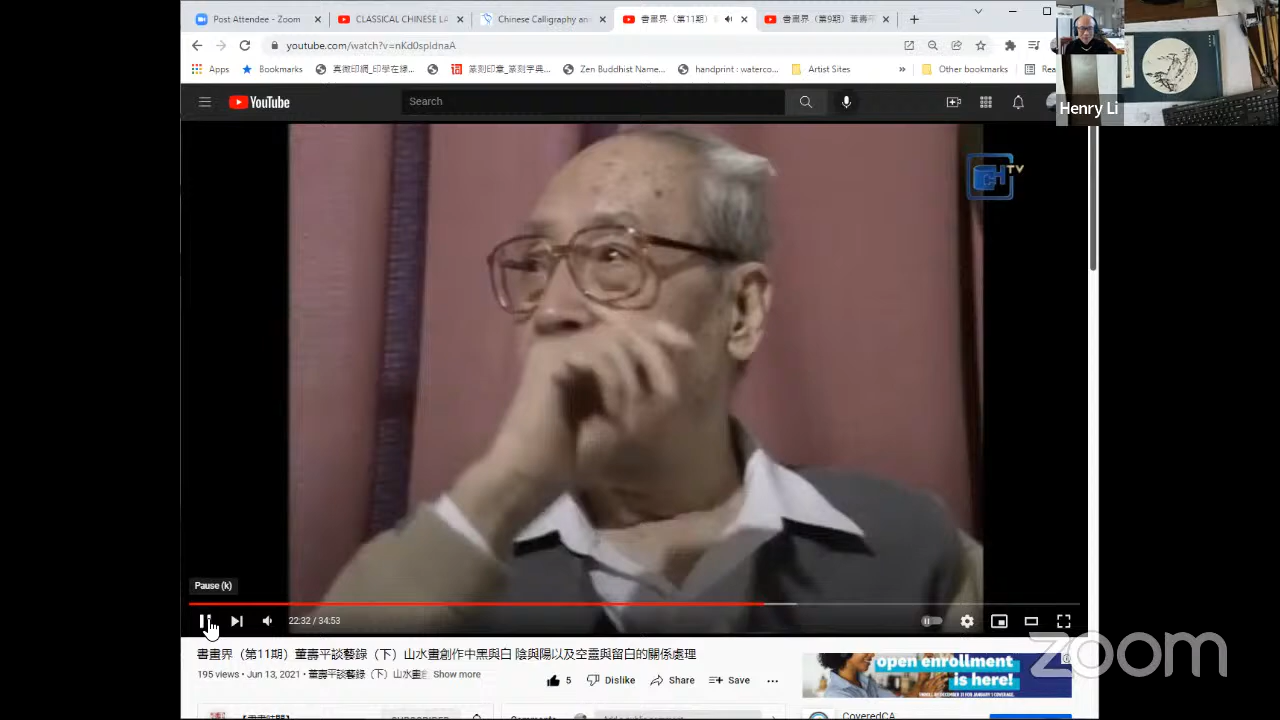 Post Attendee - Zoom
CLASSICAL CHINESE LA
Chinese Calligraphy an
書畫界（第11期）
書畫界（第9期）董壽平
youtube.com/watch?v=nKd0spIdnaA
Apps
Bookmarks
篆刻印章_篆刻字典...
Zen Buddhist Name...
handprint : waterco...
Artist Sites
Other bookmarks
Rea
YouTube
Search
Henry Li
CH TV
Pause (k)
22:32 / 34:53
書畫界（第11期）董壽平談藝錄（下）山水畫創作中黑與白 陰與陽以及空靈與留白的關係處理
195 views • Jun 13, 2021 • 董壽平談藝錄（下）山水畫
Show more
5
Dislike
Share
Save
open enrollment
is here!
Comments
CoveredCA
zoom